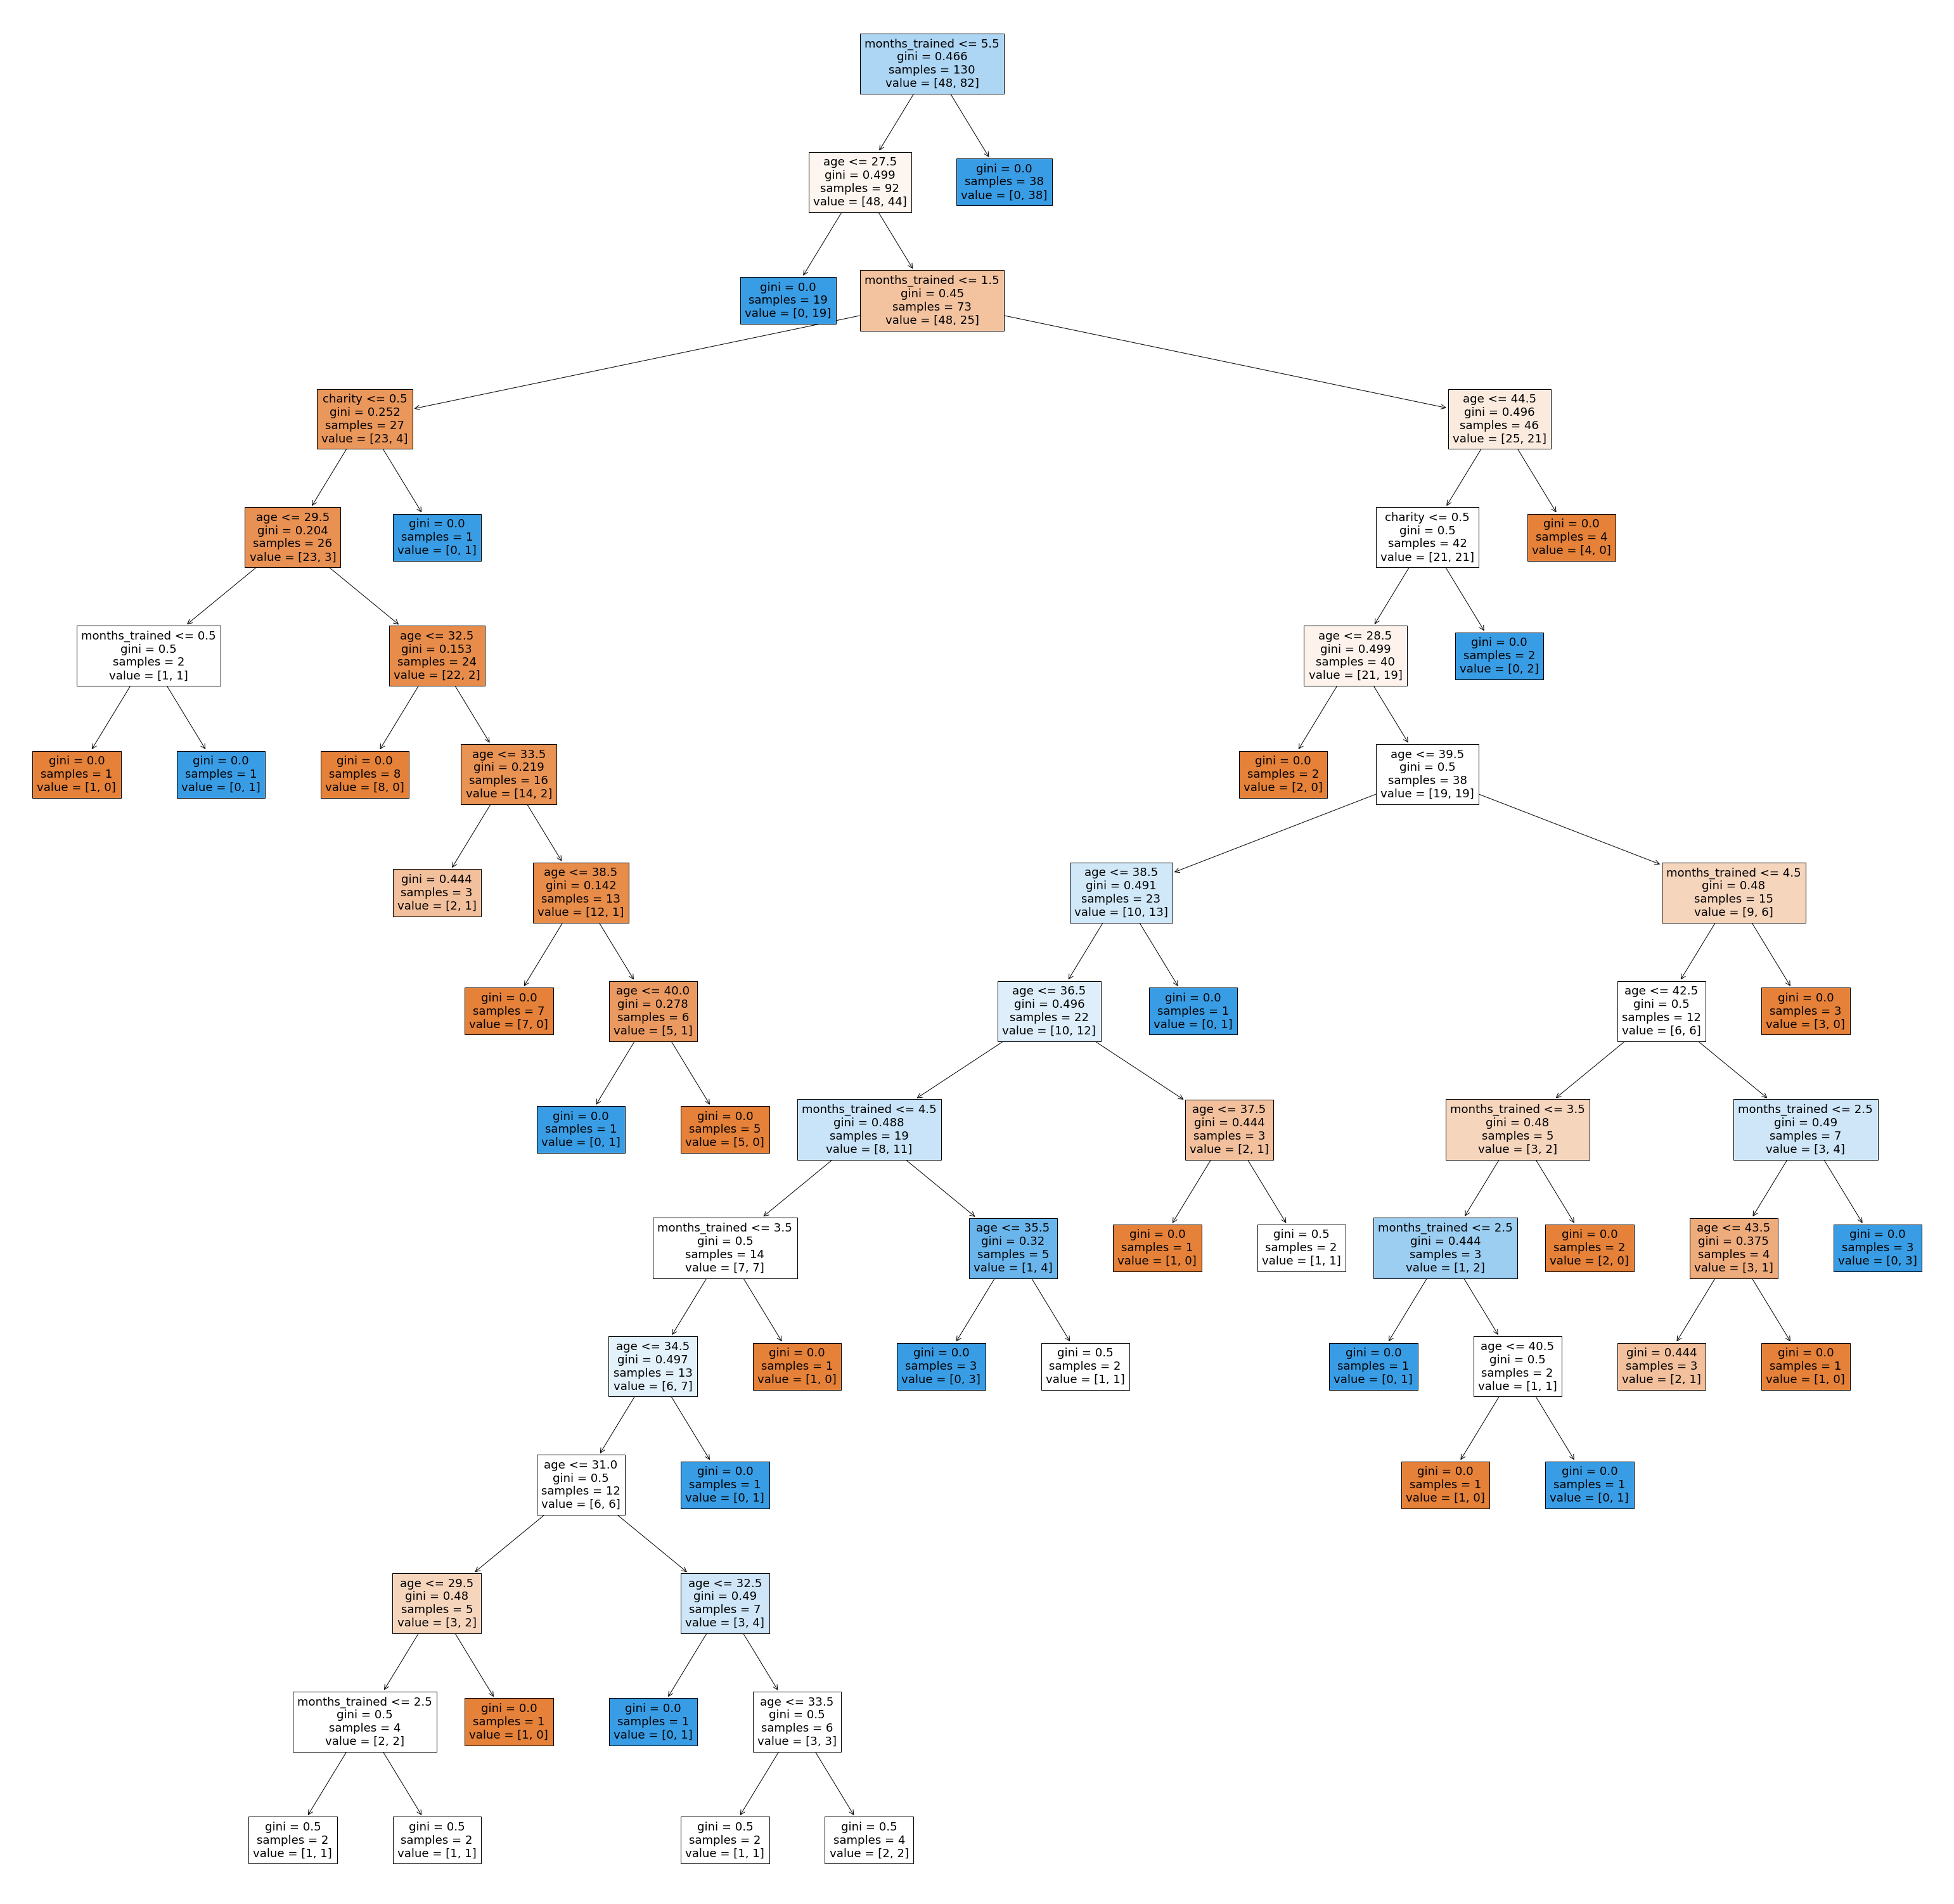 months_trained <= 5.5
gini = 0.466
samples = 130
value = [48, 82]
age <= 27.5
gini = 0.499
samples = 92
value = [48, 44]
gini = 0.0
samples = 38
value = [0, 38]
gini = 0.0
samples = 19
value = [0, 19]
months_trained <= 1.5
gini = 0.45
samples = 73
value = [48, 25]
charity <= 0.5
gini = 0.252
samples = 27
value = [23, 4]
age <= 44.5
gini = 0.496
samples = 46
value = [25, 21]
age <= 29.5
gini = 0.204
samples = 26
value = [23, 3]
gini = 0.0
samples = 1
value = [0, 1]
charity <= 0.5
gini = 0.5
samples = 42
value = [21, 21]
gini = 0.0
samples = 4
value = [4, 0]
months_trained <= 0.5
gini = 0.5
samples = 2
value = [1, 1]
age <= 32.5
gini = 0.153
samples = 24
value = [22, 2]
age <= 28.5
gini = 0.499
samples = 40
value = [21, 19]
gini = 0.0
samples = 2
value = [0, 2]
gini = 0.0
samples = 1
value = [1, 0]
gini = 0.0
samples = 1
value = [0, 1]
gini = 0.0
samples = 8
value = [8, 0]
age <= 33.5
gini = 0.219
samples = 16
value = [14, 2]
gini = 0.0
samples = 2
value = [2, 0]
age <= 39.5
gini = 0.5
samples = 38
value = [19, 19]
gini = 0.444
samples = 3
value = [2, 1]
age <= 38.5
gini = 0.142
samples = 13
value = [12, 1]
age <= 38.5
gini = 0.491
samples = 23
value = [10, 13]
months_trained <= 4.5
gini = 0.48
samples = 15
value = [9, 6]
gini = 0.0
samples = 7
value = [7, 0]
age <= 40.0
gini = 0.278
samples = 6
value = [5, 1]
age <= 36.5
gini = 0.496
samples = 22
value = [10, 12]
gini = 0.0
samples = 1
value = [0, 1]
age <= 42.5
gini = 0.5
samples = 12
value = [6, 6]
gini = 0.0
samples = 3
value = [3, 0]
gini = 0.0
samples = 1
value = [0, 1]
gini = 0.0
samples = 5
value = [5, 0]
months_trained <= 4.5
gini = 0.488
samples = 19
value = [8, 11]
age <= 37.5
gini = 0.444
samples = 3
value = [2, 1]
months_trained <= 3.5
gini = 0.48
samples = 5
value = [3, 2]
months_trained <= 2.5
gini = 0.49
samples = 7
value = [3, 4]
months_trained <= 3.5
gini = 0.5
samples = 14
value = [7, 7]
age <= 35.5
gini = 0.32
samples = 5
value = [1, 4]
gini = 0.0
samples = 1
value = [1, 0]
gini = 0.5
samples = 2
value = [1, 1]
months_trained <= 2.5
gini = 0.444
samples = 3
value = [1, 2]
gini = 0.0
samples = 2
value = [2, 0]
age <= 43.5
gini = 0.375
samples = 4
value = [3, 1]
gini = 0.0
samples = 3
value = [0, 3]
age <= 34.5
gini = 0.497
samples = 13
value = [6, 7]
gini = 0.0
samples = 1
value = [1, 0]
gini = 0.0
samples = 3
value = [0, 3]
gini = 0.5
samples = 2
value = [1, 1]
gini = 0.0
samples = 1
value = [0, 1]
age <= 40.5
gini = 0.5
samples = 2
value = [1, 1]
gini = 0.444
samples = 3
value = [2, 1]
gini = 0.0
samples = 1
value = [1, 0]
age <= 31.0
gini = 0.5
samples = 12
value = [6, 6]
gini = 0.0
samples = 1
value = [0, 1]
gini = 0.0
samples = 1
value = [1, 0]
gini = 0.0
samples = 1
value = [0, 1]
age <= 29.5
gini = 0.48
samples = 5
value = [3, 2]
age <= 32.5
gini = 0.49
samples = 7
value = [3, 4]
months_trained <= 2.5
gini = 0.5
samples = 4
value = [2, 2]
gini = 0.0
samples = 1
value = [1, 0]
gini = 0.0
samples = 1
value = [0, 1]
age <= 33.5
gini = 0.5
samples = 6
value = [3, 3]
gini = 0.5
samples = 2
value = [1, 1]
gini = 0.5
samples = 2
value = [1, 1]
gini = 0.5
samples = 2
value = [1, 1]
gini = 0.5
samples = 4
value = [2, 2]